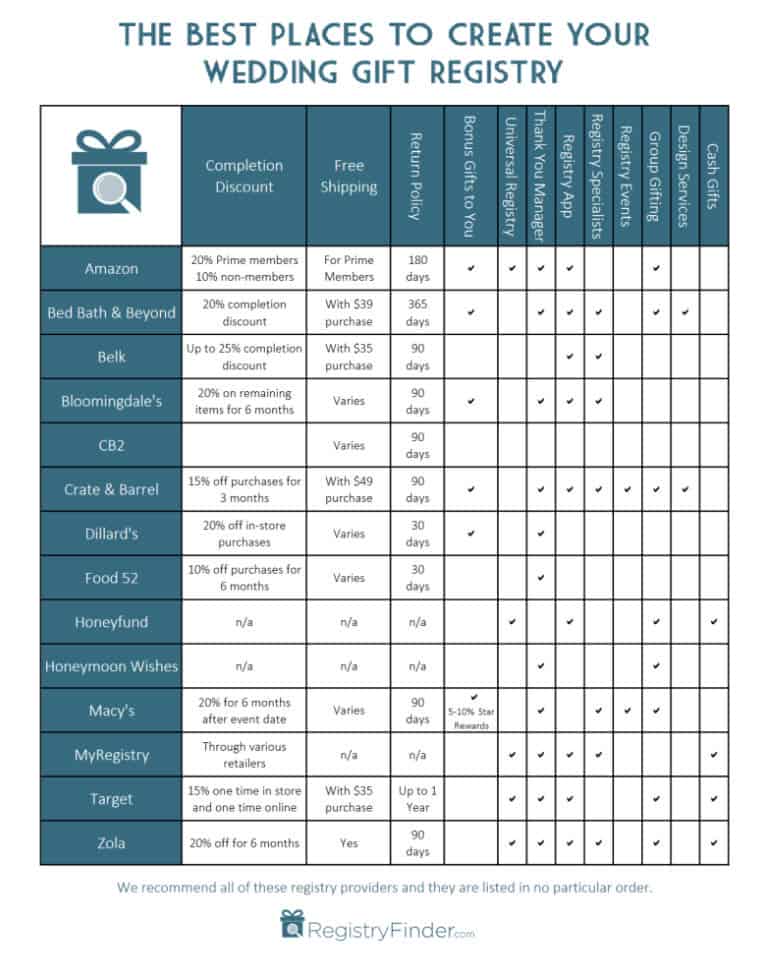 THE BEST PLACES TO CREATE YOUR
WEDDING GIFT REGISTRY
Completion
Discount
Free
Shipping
Return Policy
Bonus Gifts to You
Universal Registry
Thank You Manager
Registry App
Registry Specialists
Registry Events
Group Gifting
Design Services
Cash Gifts
Amazon
20% Prime members
10% non-members
For Prime
Members
180
days
✓ ✓ ✓ ✓ ✓
Bed Bath & Beyond
20% completion
discount
With $39
purchase
365
days
✓ ✓ ✓ ✓ ✓ ✓
Belk
Up to 25% completion
discount
With $35
purchase
90
days
✓ ✓
Bloomingdale's
20% on remaining
items for 6 months
Varies
90
days
✓ ✓ ✓ ✓
CB2
Varies
90
days
Crate & Barrel
15% off purchases for
3 months
With $49
purchase
90
days
✓ ✓ ✓ ✓ ✓ ✓ ✓
Dillard's
20% off in-store
purchases
Varies
30
days
✓ ✓
Food 52
10% off purchases for
6 months
Varies
30
days
✓
Honeyfund
n/a
n/a
n/a
✓ ✓ ✓ ✓
Honeymoon Wishes
n/a
n/a
n/a
✓ ✓
Macy's
20% for 6 months
after event date
Varies
90
days
✓
5-10% Star
Rewards
✓ ✓ ✓ ✓
MyRegistry
Through various
retailers
n/a
n/a
✓ ✓ ✓ ✓ ✓
Target
15% one time in store
and one time online
With $35
purchase
Up to 1
Year
✓ ✓ ✓ ✓ ✓
Zola
20% off for 6 months
Yes
90
days
✓ ✓ ✓ ✓ ✓ ✓
We recommend all of these registry providers and they are listed in no particular order.
RegistryFinder.com